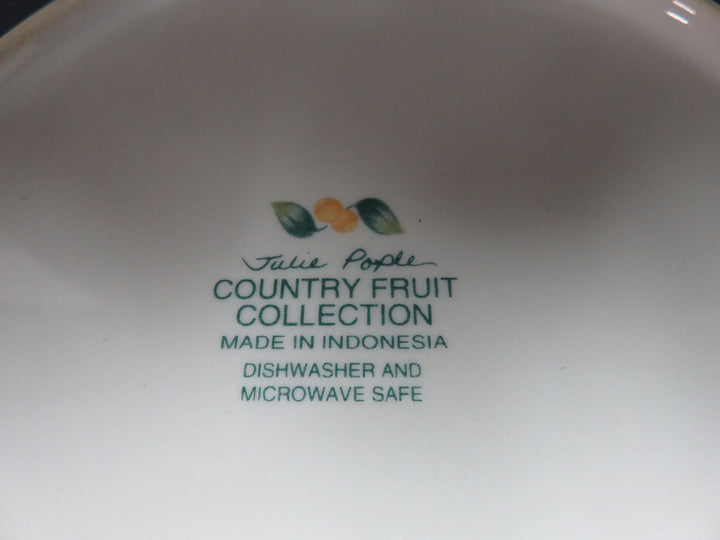 Julie Pople
COUNTRY FRUIT
COLLECTION
MADE IN INDONESIA
DISHWASHER AND
MICROWAVE SAFE